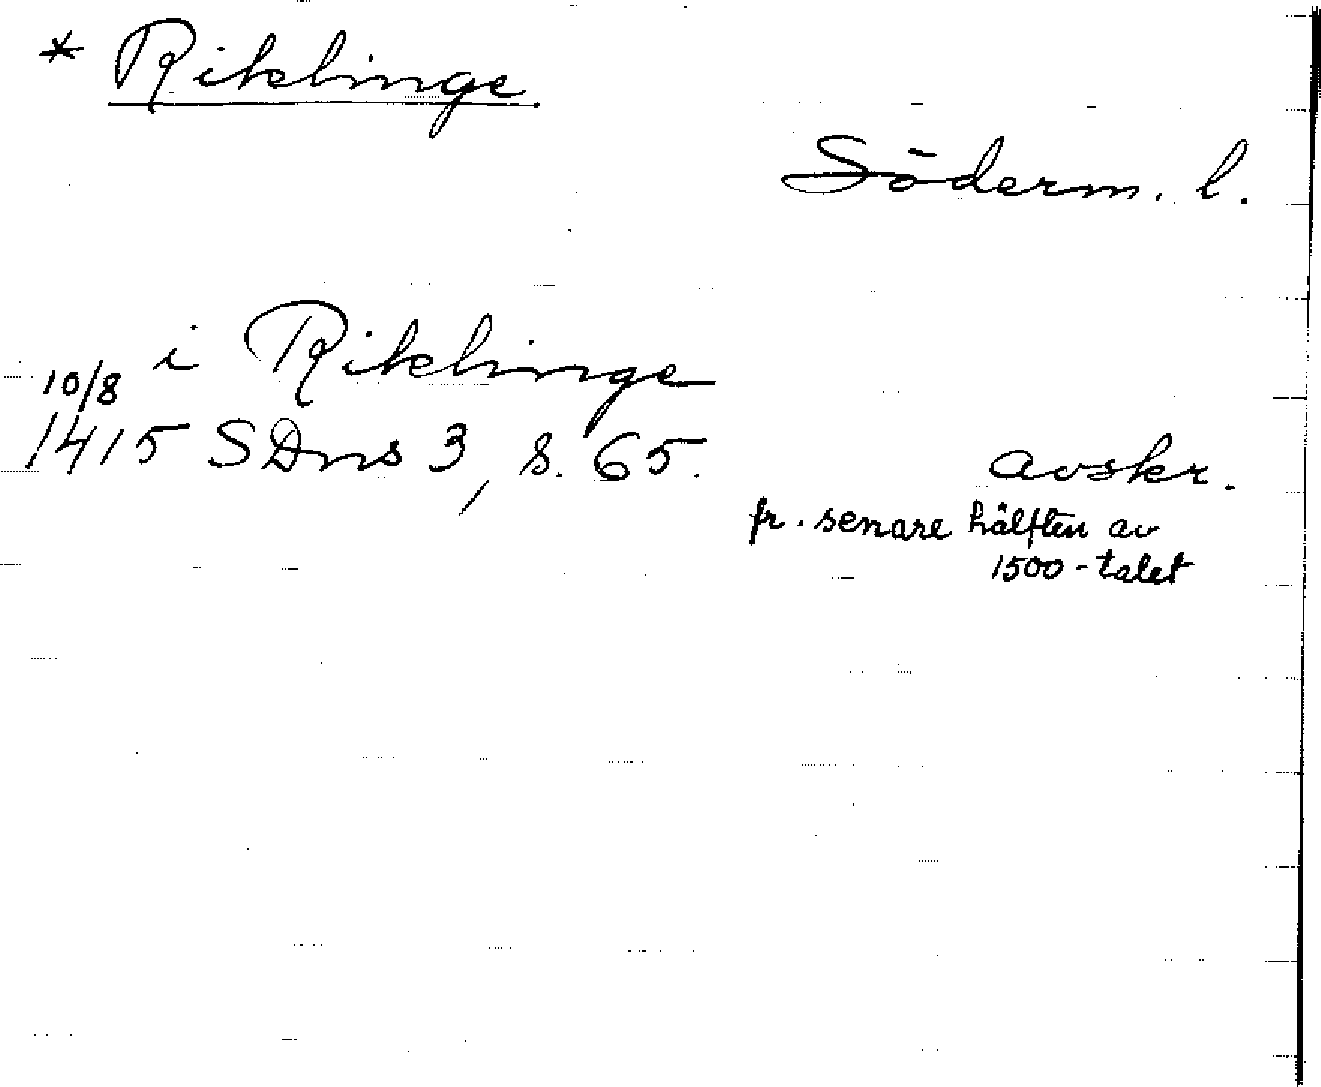 * Riklinge
Söderm. l.
i Riklinge
10/8
1415 SDns 3, s. 65. avskr.
fr. senare hälften av
1500-talet